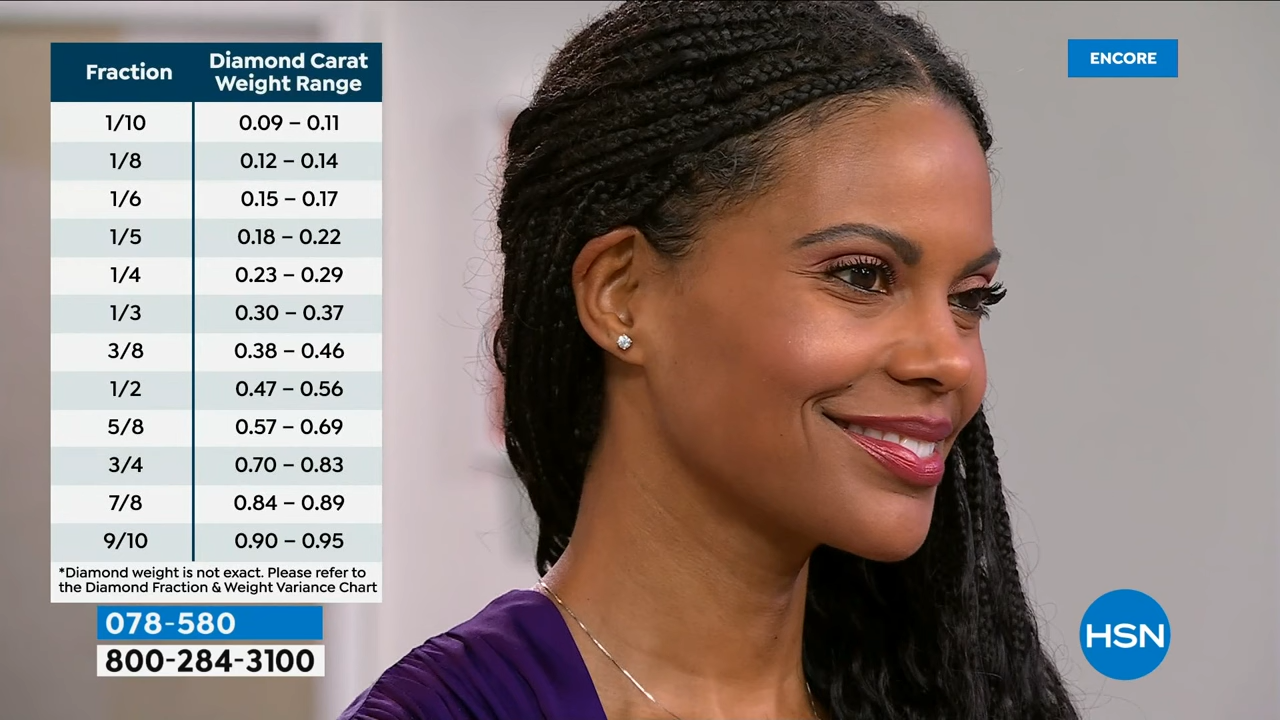 Fraction Diamond Carat
Weight Range
1/10 0.09 – 0.11
1/8 0.12 – 0.14
1/6 0.15 – 0.17
1/5 0.18 – 0.22
1/4 0.23 – 0.29
1/3 0.30 – 0.37
3/8 0.38 – 0.46
1/2 0.47 – 0.56
5/8 0.57 – 0.69
3/4 0.70 – 0.83
7/8 0.84 – 0.89
9/10 0.90 – 0.95
*Diamond weight is not exact. Please refer to
the Diamond Fraction & Weight Variance Chart
078-580
800-284-3100
ENCORE
HSN